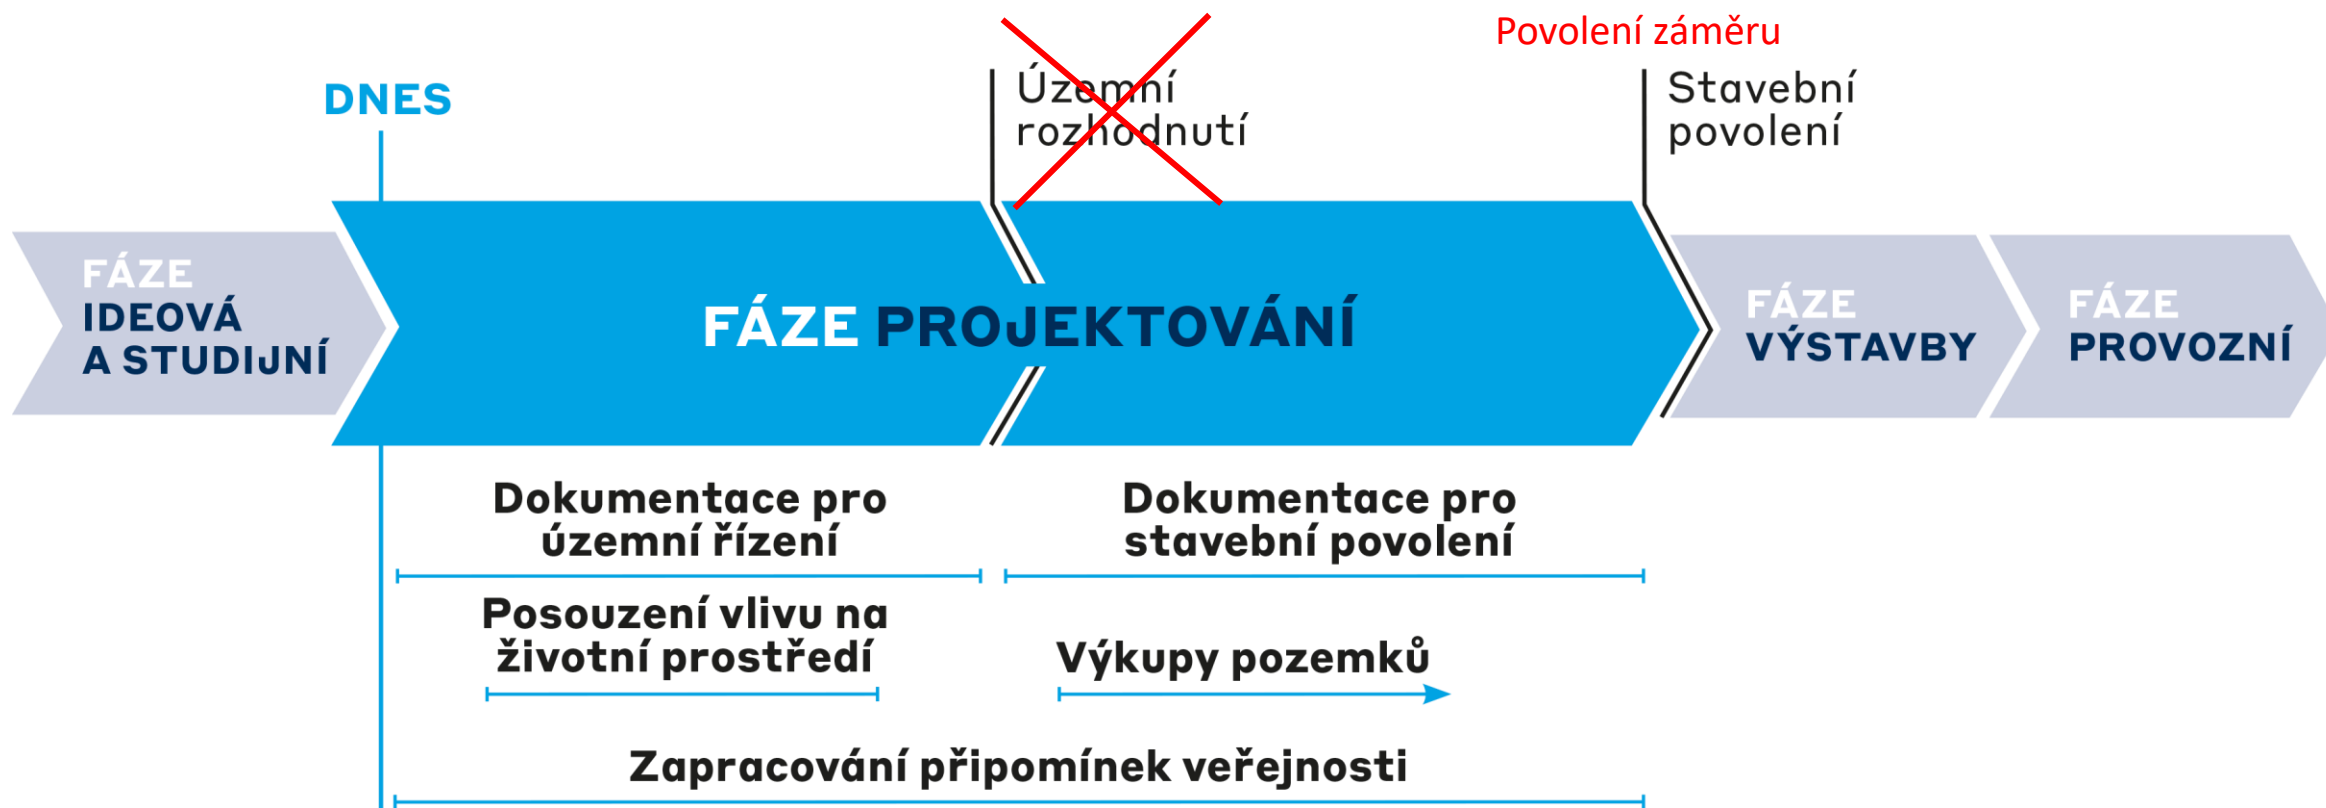 Povolení záměru
DNES
Územní
rozhodnutí
Stavební
povolení
FÁZE
IDEOVÁ
A STUDIJNÍ
FÁZE PROJEKTOVÁNÍ
FÁZE
VÝSTAVBY
FÁZE
PROVOZNÍ
Dokumentace pro
územní řízení
Dokumentace pro
stavební povolení
Posouzení vlivu na
životní prostředí
Výkupy pozemků
Zapracování připomínek veřejnosti